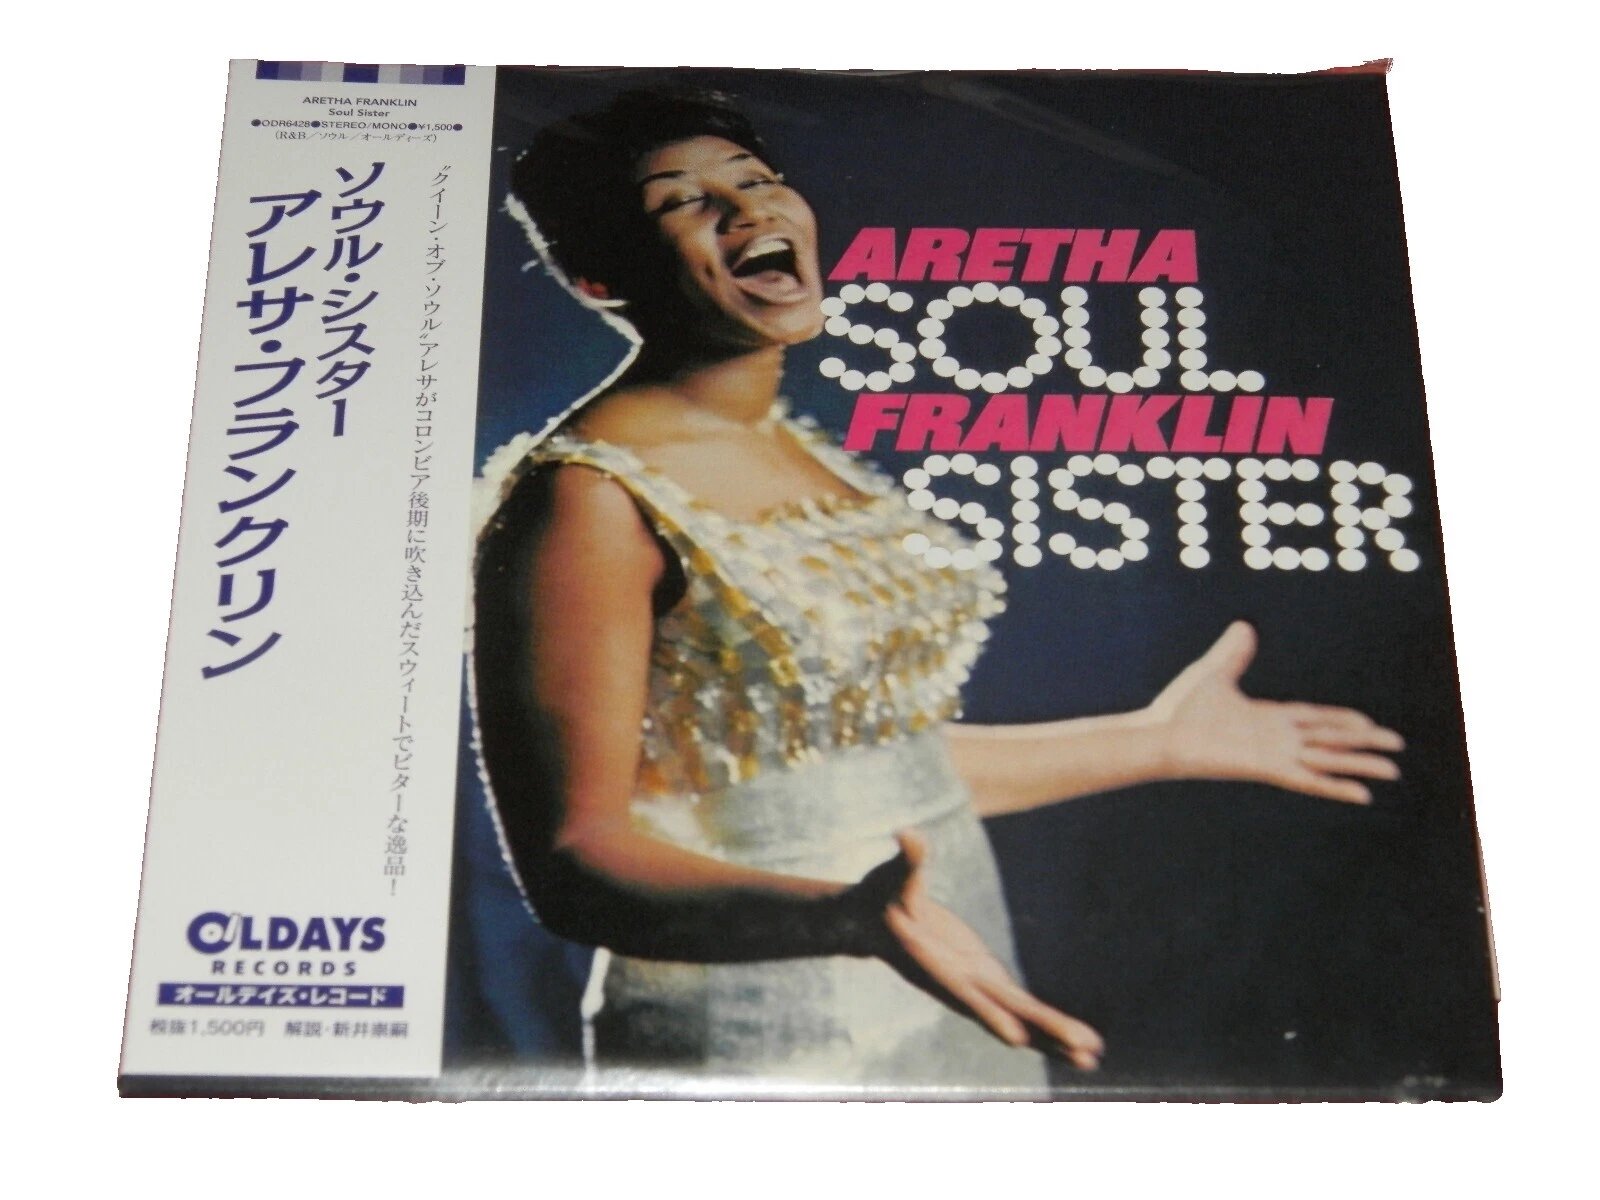 ARETHA FRANKLIN
Soul Sister
●ODR6428●STEREO/MONO●¥1,500●
(R&B/ソウル/オールディーズ)
〝クイーン・オブ・ソウル〟アレサがコロンビア後期に吹き込んだスウィートでビターな逸品！
ソウル・シスター
アレサ・フランクリン
OLDAYS
RECORDS
オールデイズ・レコード
税抜1,500円 解説・新井崇嗣
ARETHA
SOUL
FRANKLIN
SISTER